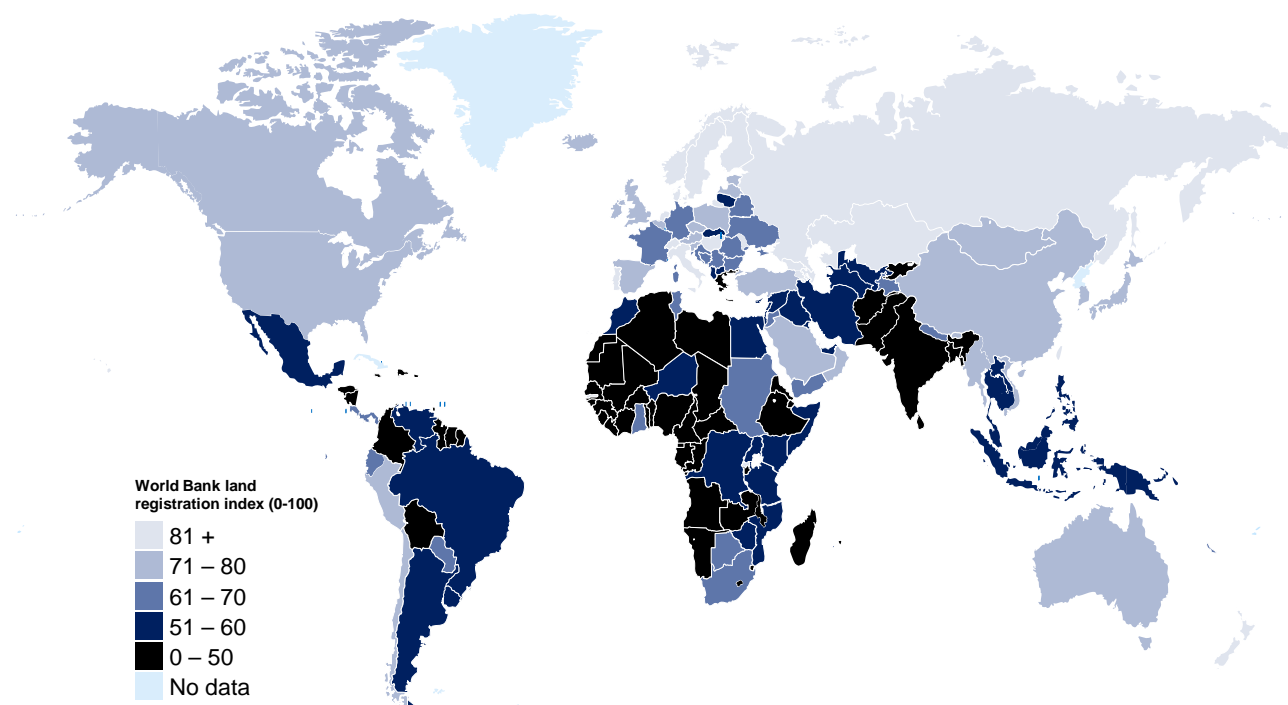 World Bank land
registration index (0-100)
81 +
71 – 80
61 – 70
51 – 60
0 – 50
No data